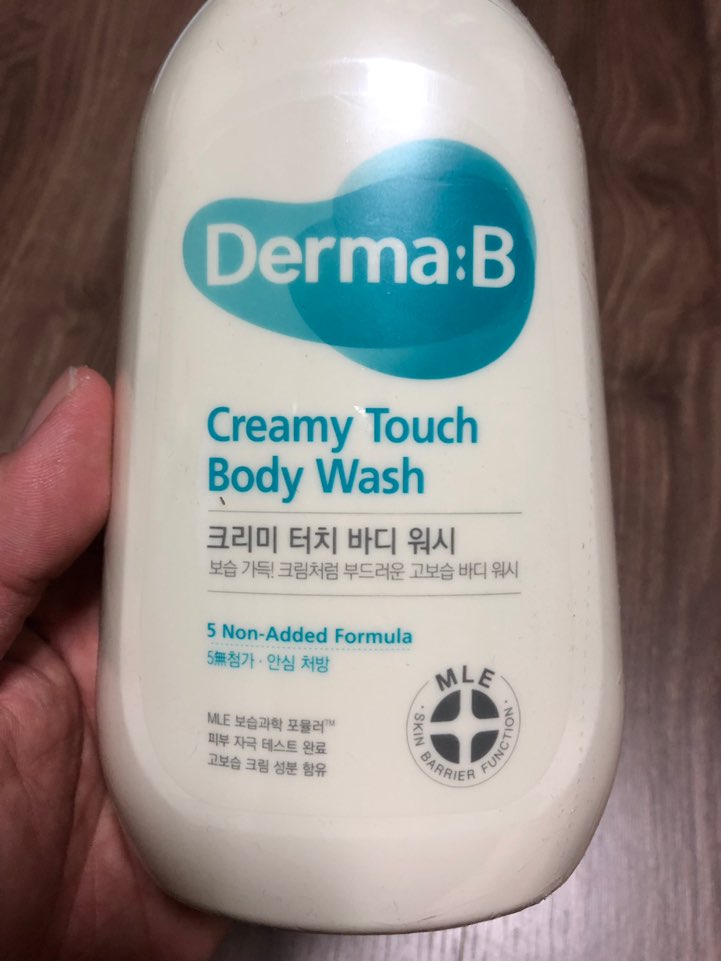 Derma:B
Creamy Touch
Body Wash
크리미 터치 바디 워시
보습 가득! 크림처럼 부드러운 고보습 바디 워시
5 Non-Added Formula
5無첨가·안심 처방
MLE 보습과학 포뮬러™
피부 자극 테스트 완료
고보습 크림 성분 함유
MLE
· SKIN BARRIER FUNCTION ·